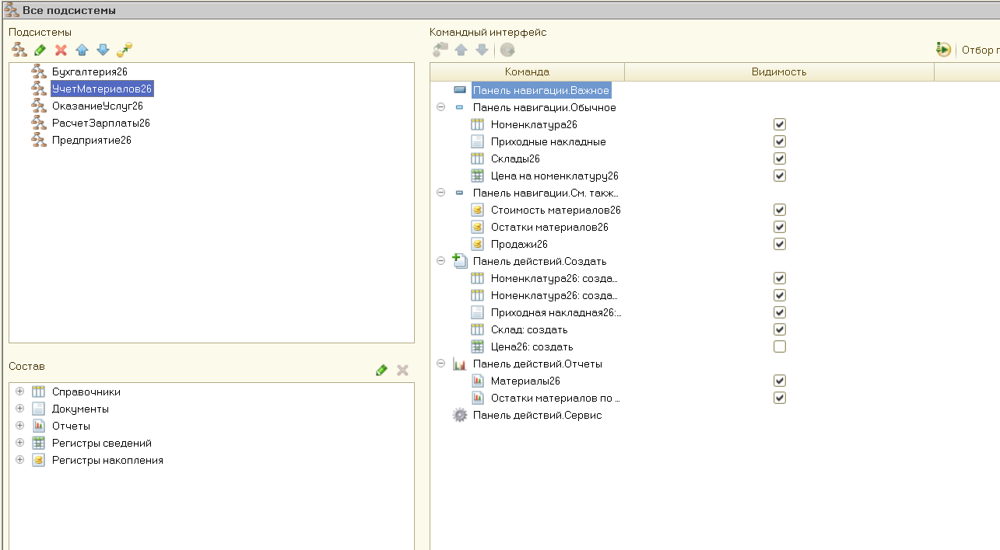 Все подсистемы
Подсистемы
Бухгалтерия26
УчетМатериалов26
ОказаниеУслуг26
РасчетЗарплаты26
Предприятие26
Состав
Справочники
Документы
Отчеты
Регистры сведений
Регистры накопления
Командный интерфейс
Отбор п
Команда Видимость
Панель навигации.Важное
Панель навигации.Обычное
Номенклатура26
Приходные накладные
Склады26
Цена на номенклатуру26
Панель навигации.См. такж...
Стоимость материалов26
Остатки материалов26
Продажи26
Панель действий.Создать
Номенклатура26: созда...
Номенклатура26: созда...
Приходная накладная26:...
Склад: создать
Цена26: создать
Панель действий.Отчеты
Материалы26
Остатки материалов по ...
Панель действий.Сервис